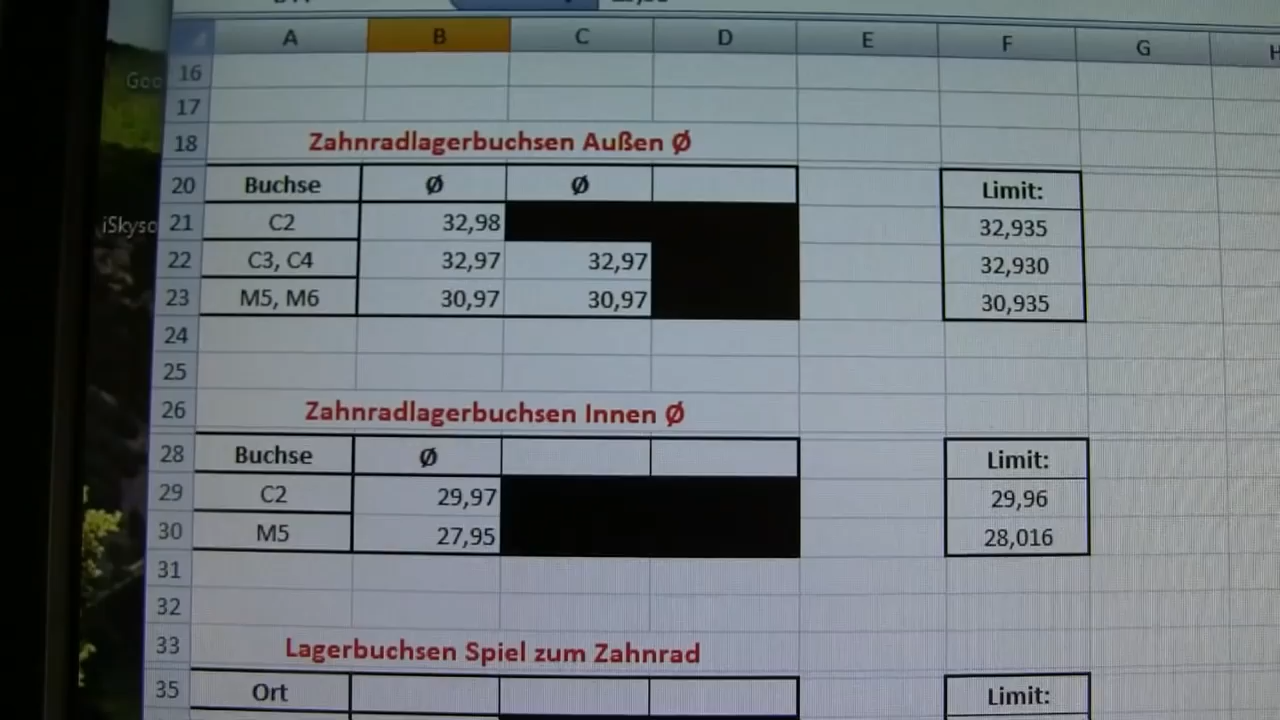 A B C D E F G H
16
17
18 Zahnradlagerbuchsen Außen Ø
20 Buchse Ø Ø Limit:
21 C2 32,98 32,935
22 C3, C4 32,97 32,97 32,930
23 M5, M6 30,97 30,97 30,935
24
25
26 Zahnradlagerbuchsen Innen Ø
28 Buchse Ø Limit:
29 C2 29,97 29,96
30 M5 27,95 28,016
31
32
33 Lagerbuchsen Spiel zum Zahnrad
35 Ort Limit:
Goo
iSkyso